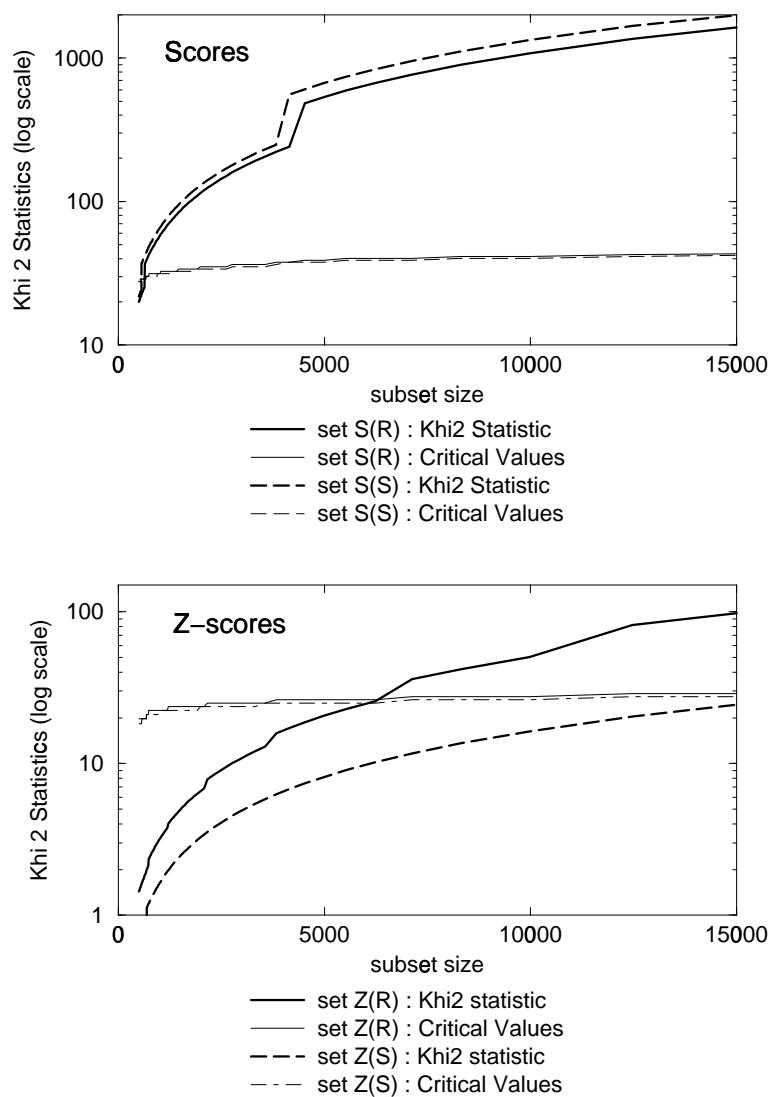 Scores
Khi 2 Statistics (log scale)
1000
100
10
0
5000
10000
15000
subset size
set S(R) : Khi2 Statistic
set S(R) : Critical Values
set S(S) : Khi2 Statistic
set S(S) : Critical Values
Z−scores
Khi 2 Statistics (log scale)
100
10
1
0
5000
10000
15000
subset size
set Z(R) : Khi2 statistic
set Z(R) : Critical Values
set Z(S) : Khi2 statistic
set Z(S) : Critical Values